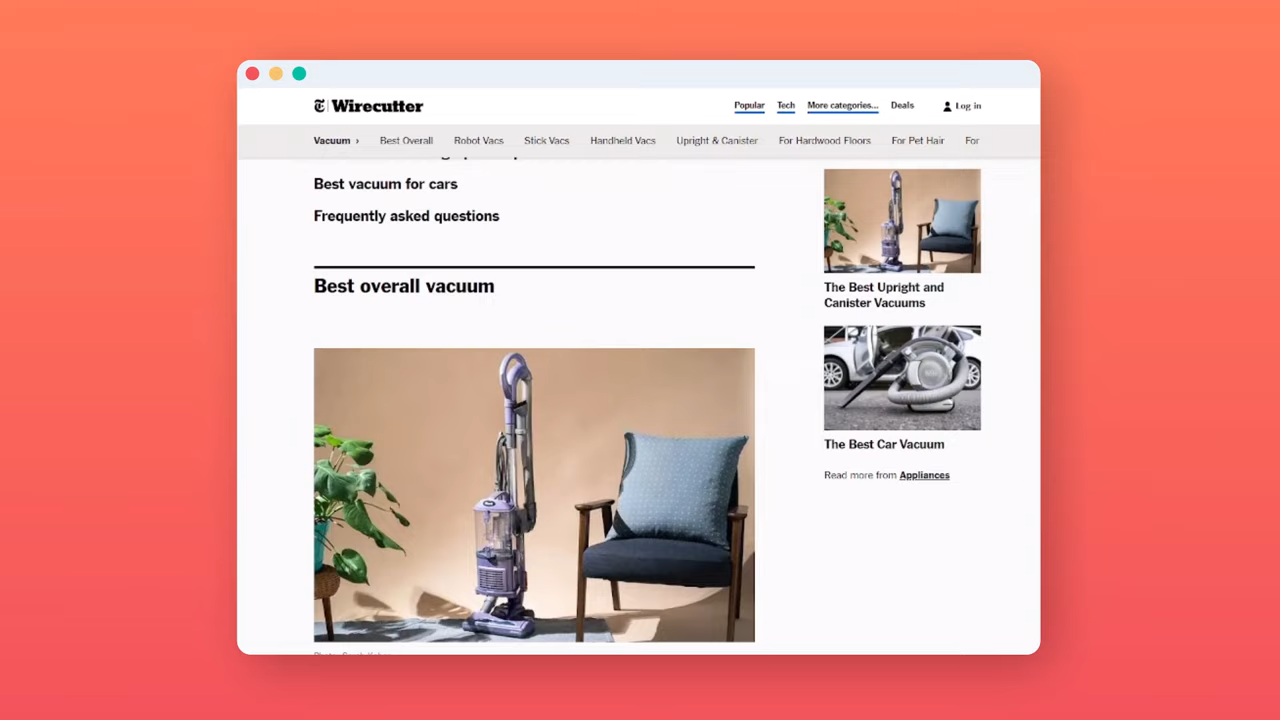 Wirecutter
Popular Tech More categories... Deals Log in
Vacuum › Best Overall Robot Vacs Stick Vacs Handheld Vacs Upright & Canister For Hardwood Floors For Pet Hair For
Best vacuum for cars
Frequently asked questions
Best overall vacuum
The Best Upright and
Canister Vacuums
The Best Car Vacuum
Read more from Appliances